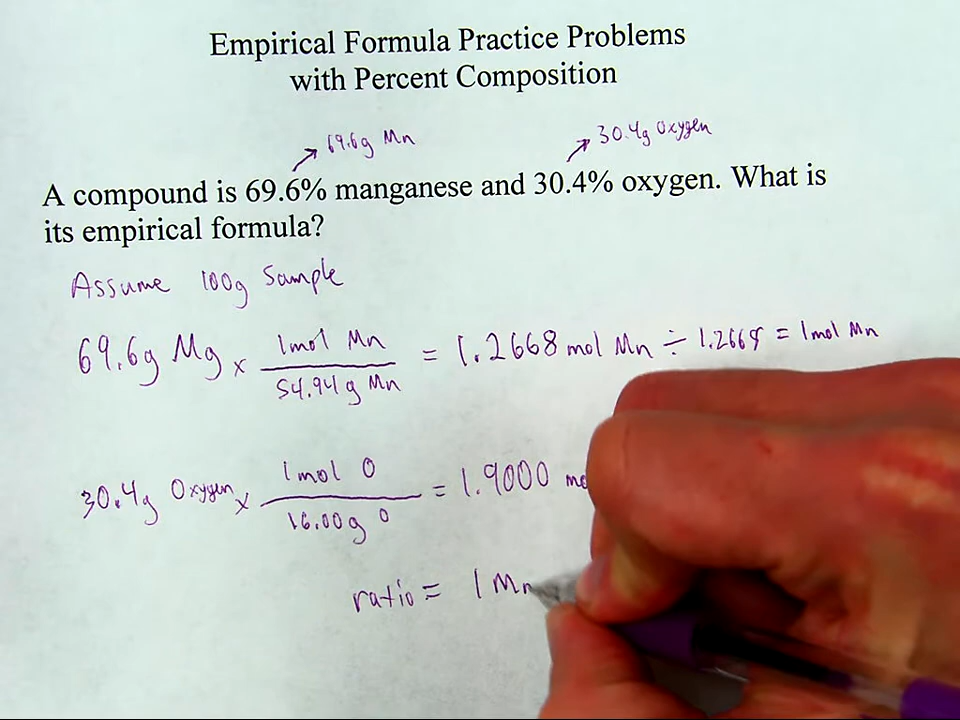 Empirical Formula Practice Problems
with Percent Composition
69.6g Mn
30.4g Oxygen
A compound is 69.6% manganese and 30.4% oxygen. What is
its empirical formula?
Assume 100g Sample
69.6g Mg x 1mol Mn / 54.94g Mn = 1.2668 mol Mn ÷ 1.2668 = 1mol Mn
30.4g Oxygen x 1mol O / 16.00g O = 1.9000
ratio = 1 Mn